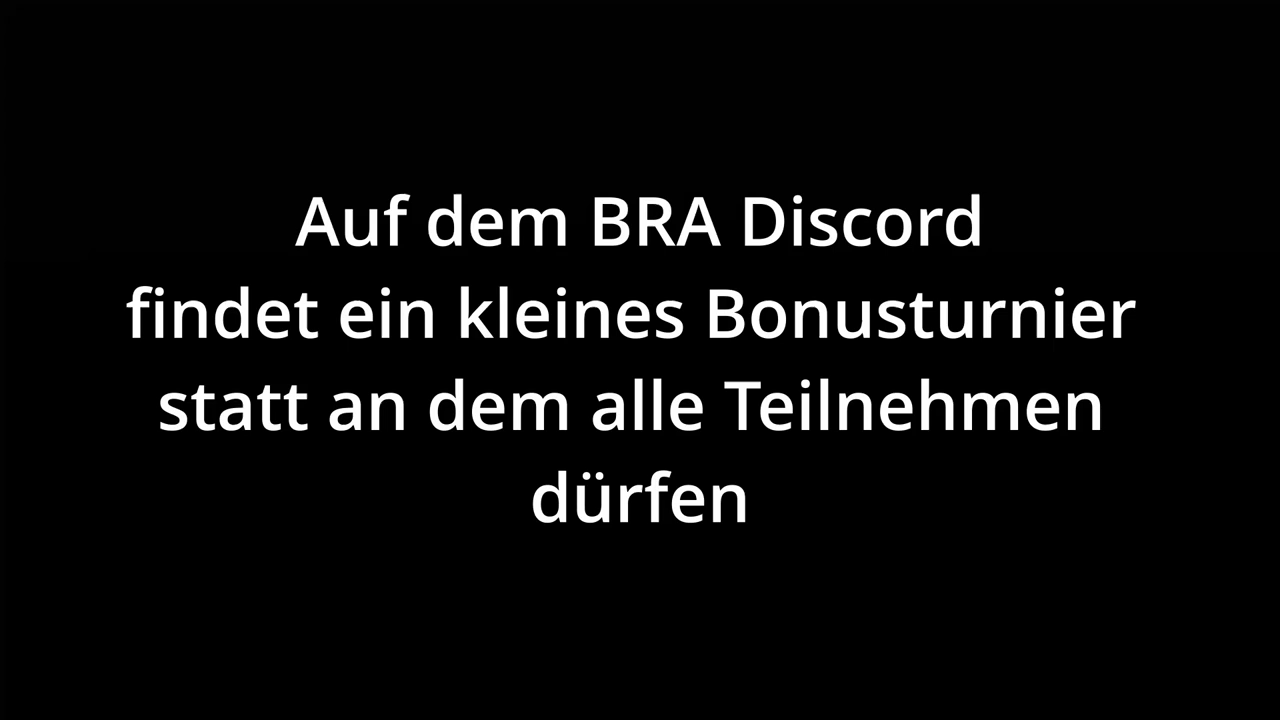 Auf dem BRA Discord
findet ein kleines Bonusturnier
statt an dem alle Teilnehmen
dürfen